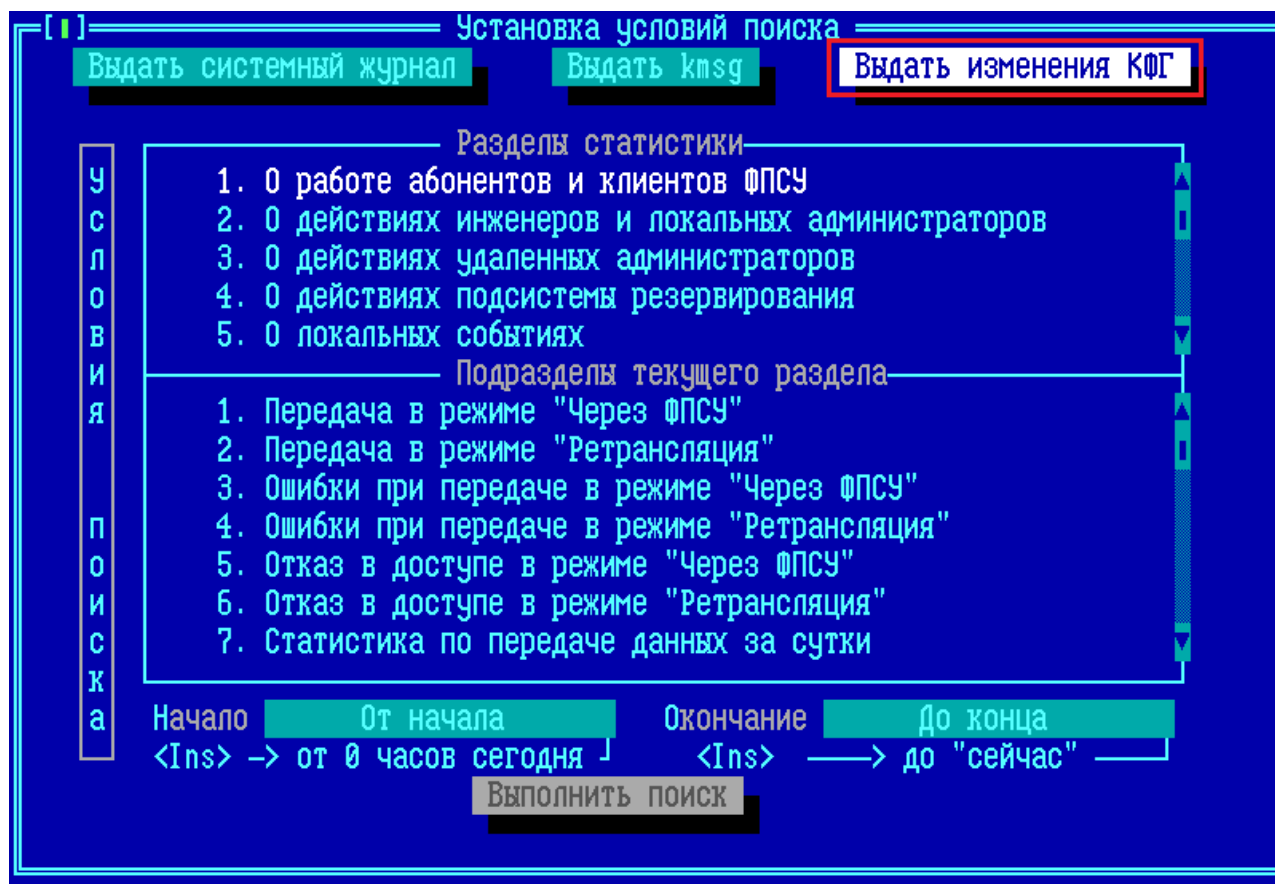 Установка условий поиска
Выдать системный журнал Выдать kmsg Выдать изменения КФГ
Условия поиска
Разделы статистики
1. О работе абонентов и клиентов ФПСУ
2. О действиях инженеров и локальных администраторов
3. О действиях удаленных администраторов
4. О действиях подсистемы резервирования
5. О локальных событиях
Подразделы текущего раздела
1. Передача в режиме "Через ФПСУ"
2. Передача в режиме "Ретрансляция"
3. Ошибки при передаче в режиме "Через ФПСУ"
4. Ошибки при передаче в режиме "Ретрансляция"
5. Отказ в доступе в режиме "Через ФПСУ"
6. Отказ в доступе в режиме "Ретрансляция"
7. Статистика по передаче данных за сутки
Начало От начала Окончание До конца
<Ins> —> от 0 часов сегодня <Ins> ——> до "сейчас"
Выполнить поиск